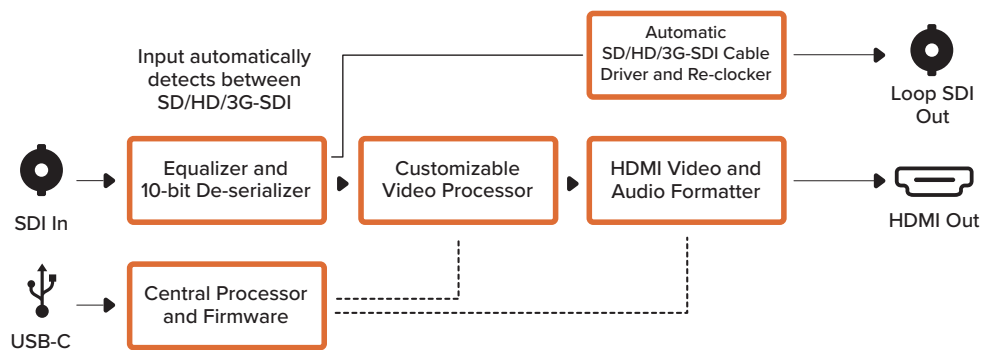 Input automatically
detects between
SD/HD/3G-SDI
Automatic
SD/HD/3G-SDI Cable
Driver and Re-clocker
Loop SDI
Out
SDI In
Equalizer and
10-bit De-serializer
Customizable
Video Processor
HDMI Video and
Audio Formatter
HDMI Out
USB-C
Central Processor
and Firmware